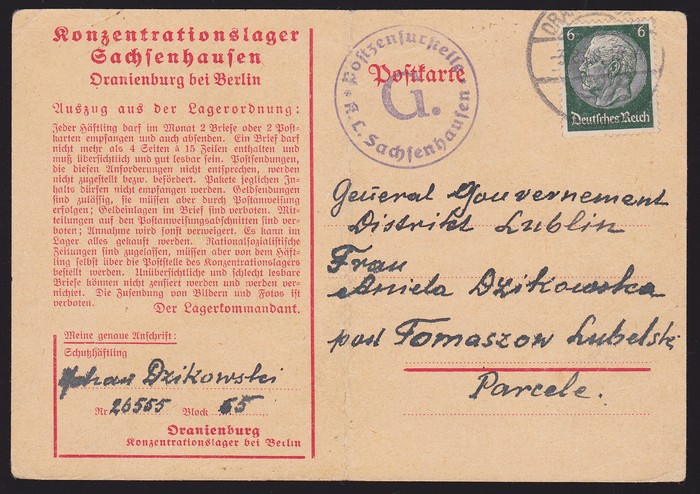 Konzentrationslager
Sachsenhausen
Oranienburg bei Berlin
Auszug aus der Lagerordnung:
Jeder Häftling darf im Monat 2 Briefe oder 2 Post-
karten empfangen und auch absenden. Ein Brief darf
nicht mehr als 4 Seiten à 15 Zeilen enthalten und
muß übersichtlich und gut lesbar sein. Postsendungen,
die diesen Anforderungen nicht entsprechen, werden
nicht zugestellt bezw. befördert. Pakete jeglichen In-
halts dürfen nicht empfangen werden. Geldsendungen
sind zulässig, sie müssen aber durch Postanweisung
erfolgen; Geldeinlagen im Brief sind verboten. Mit-
teilungen auf den Postanweisungsabschnitten sind ver-
boten; Annahme wird sonst verweigert. Es kann im
Lager alles gekauft werden. Nationalsozialistische
Zeitungen sind zugelassen, müssen aber von dem Häft-
ling selbst über die Poststelle des Konzentrationslagers
bestellt werden. Unübersichtliche und schlecht lesbare
Briefe können nicht zensiert werden und werden ver-
nichtet. Die Zusendung von Bildern und Fotos ist
verboten.
Der Lagerkommandant.
Meine genaue Anschrift:
Schutzhäftling
Johan Dzikowski
Nr 26555 Block 55
Oranienburg
Konzentrationslager bei Berlin
Postkarte
Postzensurstelle
G.
K.L. Sachsenhausen
6 6
Deutsches Reich
General Gouvernement
Distrikt Lublin
Frau
Aniela Dzikowska
post Tomaszow Lubelski
Parcele.